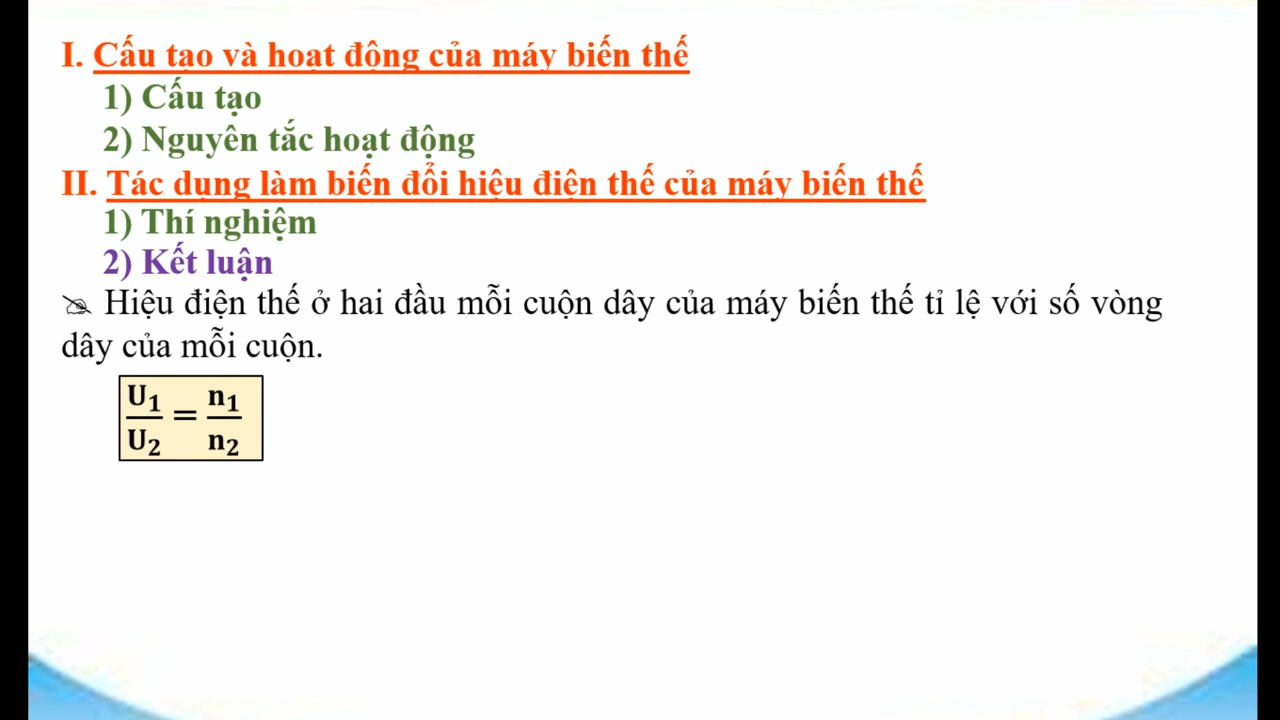 I. Cấu tạo và hoạt động của máy biến thế
1) Cấu tạo
2) Nguyên tắc hoạt động
II. Tác dụng làm biến đổi hiệu điện thế của máy biến thế
1) Thí nghiệm
2) Kết luận
Hiệu điện thế ở hai đầu mỗi cuộn dây của máy biến thế tỉ lệ với số vòng
dây của mỗi cuộn.
U₁/U₂ = n₁/n₂